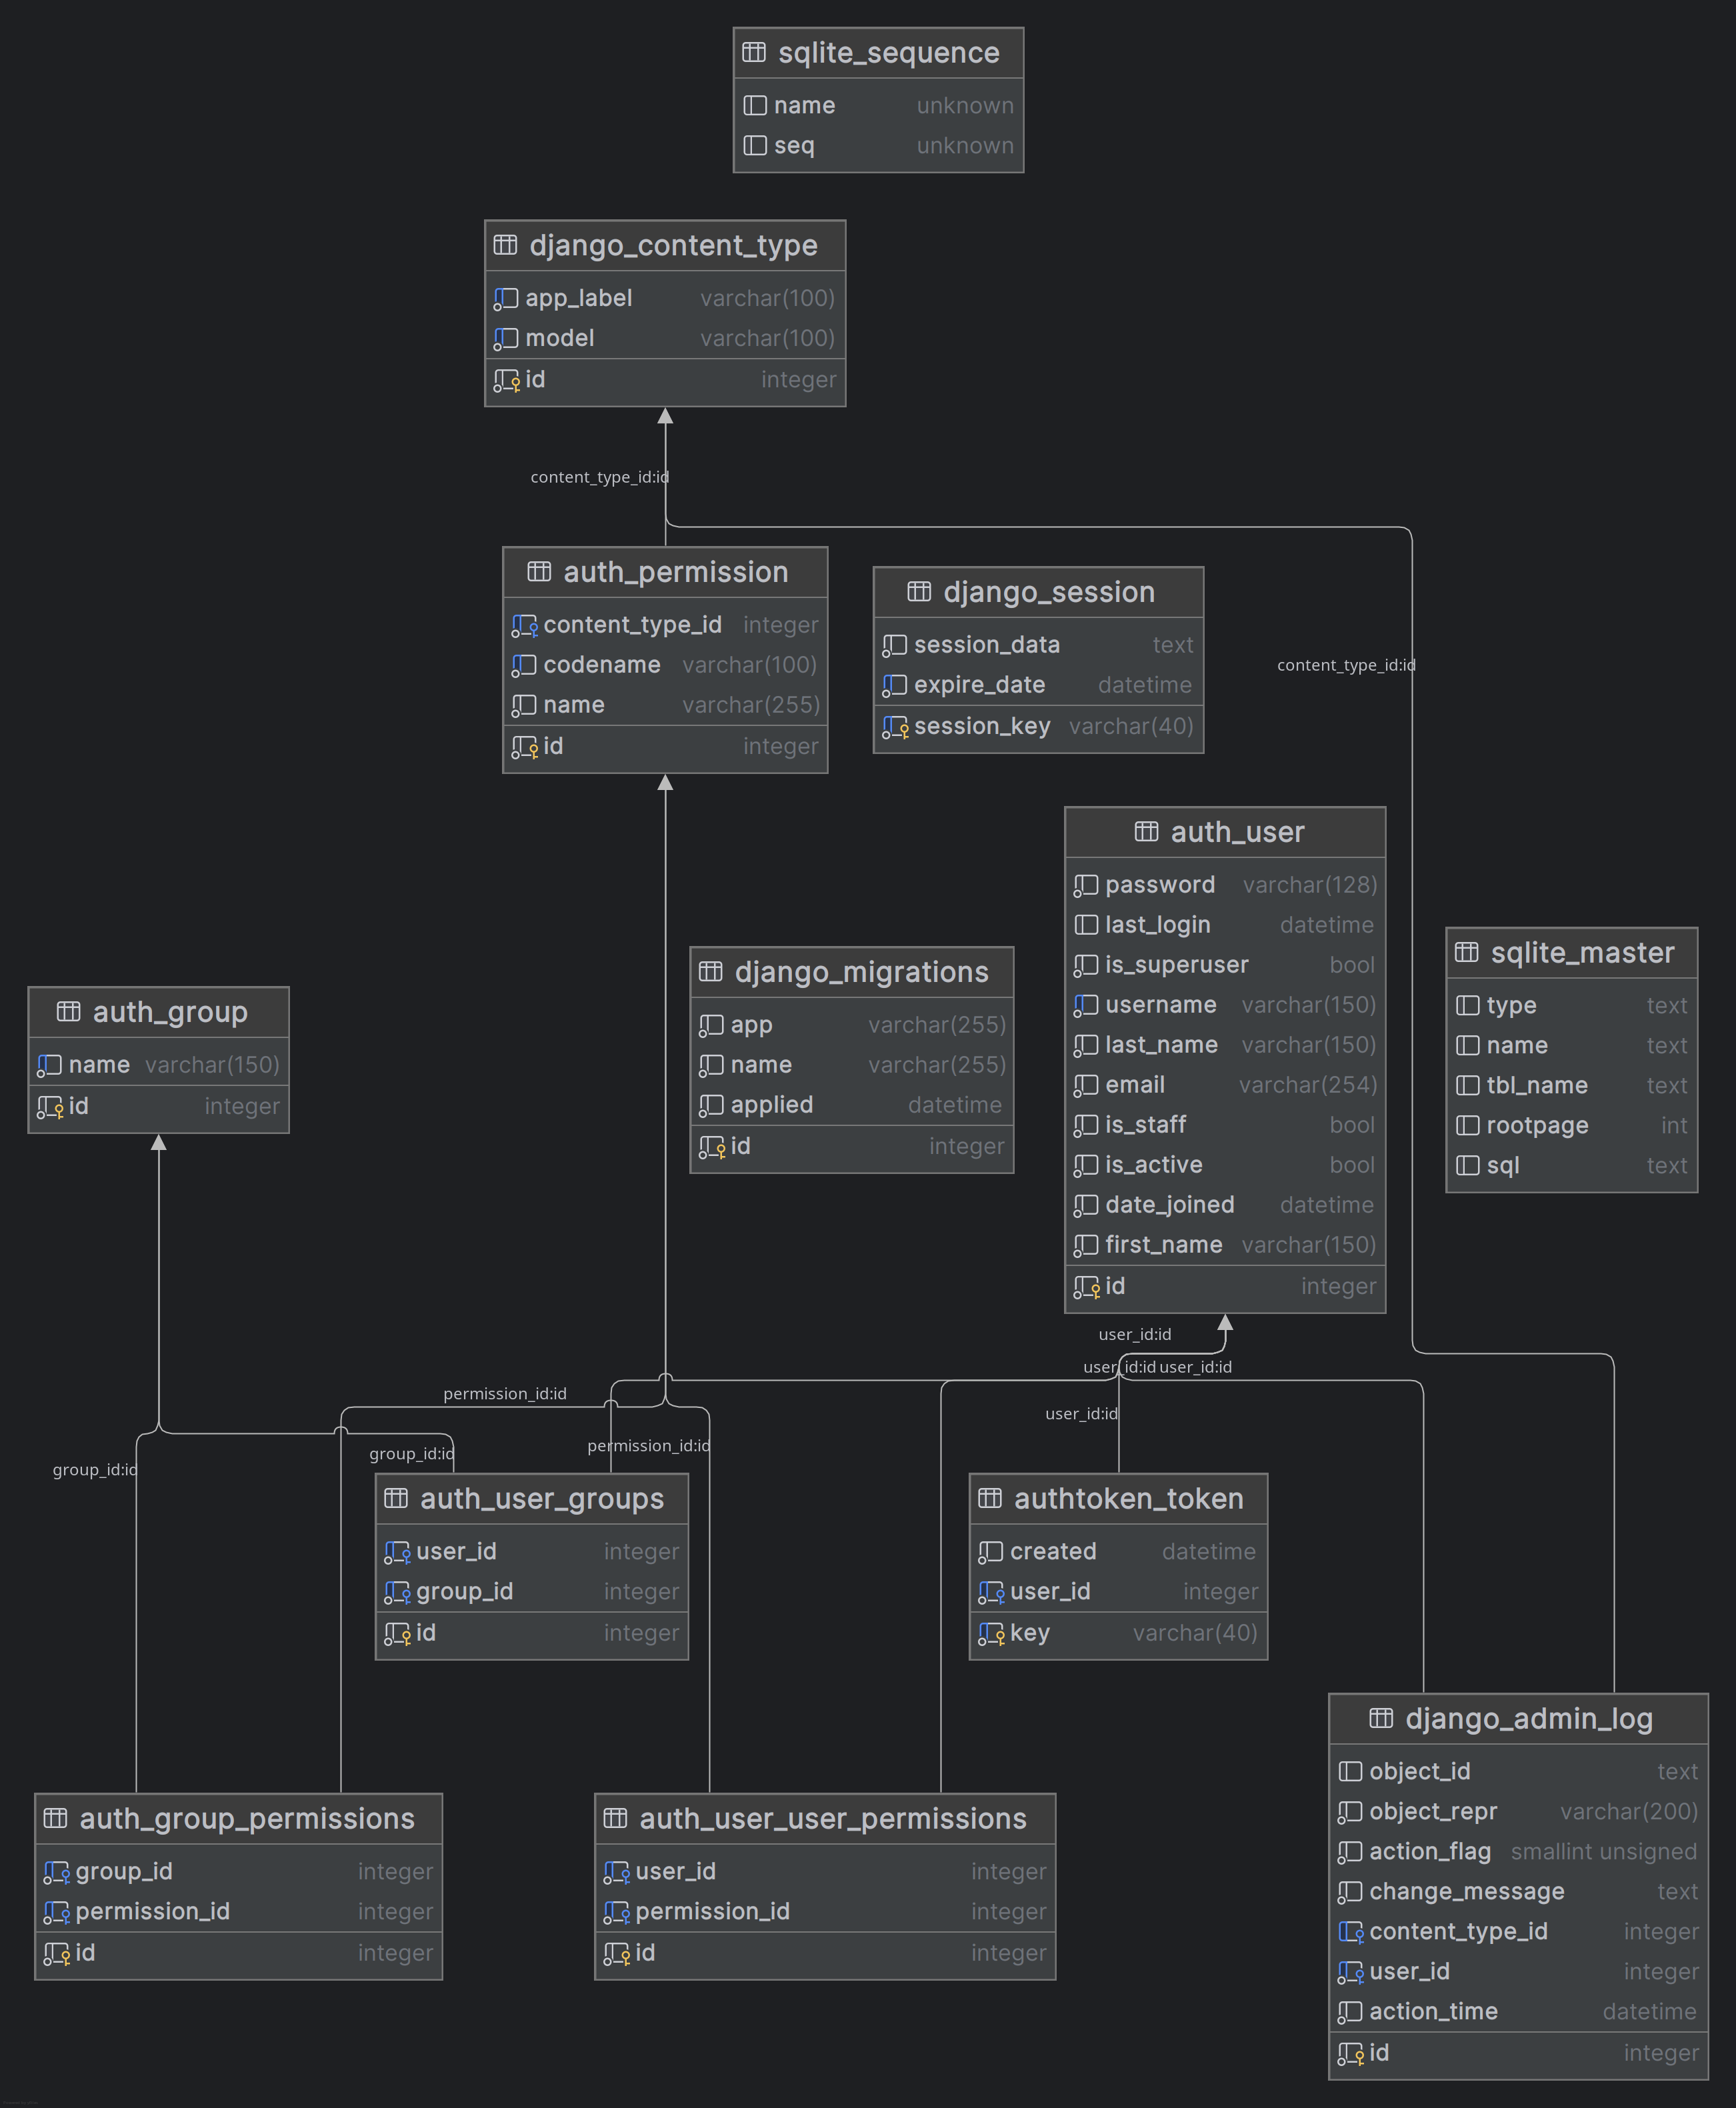 sqlite_sequence
name unknown
seq unknown
django_content_type
app_label varchar(100)
model varchar(100)
id integer
content_type_id:id
auth_permission
content_type_id integer
codename varchar(100)
name varchar(255)
id integer
django_session
session_data text
expire_date datetime
session_key varchar(40)
content_type_id:id
auth_user
password varchar(128)
last_login datetime
is_superuser bool
username varchar(150)
last_name varchar(150)
email varchar(254)
is_staff bool
is_active bool
date_joined datetime
first_name varchar(150)
id integer
sqlite_master
type text
name text
tbl_name text
rootpage int
sql text
django_migrations
app varchar(255)
name varchar(255)
applied datetime
id integer
auth_group
name varchar(150)
id integer
user_id:id
user_id:id user_id:id
permission_id:id
user_id:id
permission_id:id
group_id:id
group_id:id
auth_user_groups
user_id integer
group_id integer
id integer
authtoken_token
created datetime
user_id integer
key varchar(40)
django_admin_log
object_id text
object_repr varchar(200)
action_flag smallint unsigned
change_message text
content_type_id integer
user_id integer
action_time datetime
id integer
auth_group_permissions
group_id integer
permission_id integer
id integer
auth_user_user_permissions
user_id integer
permission_id integer
id integer